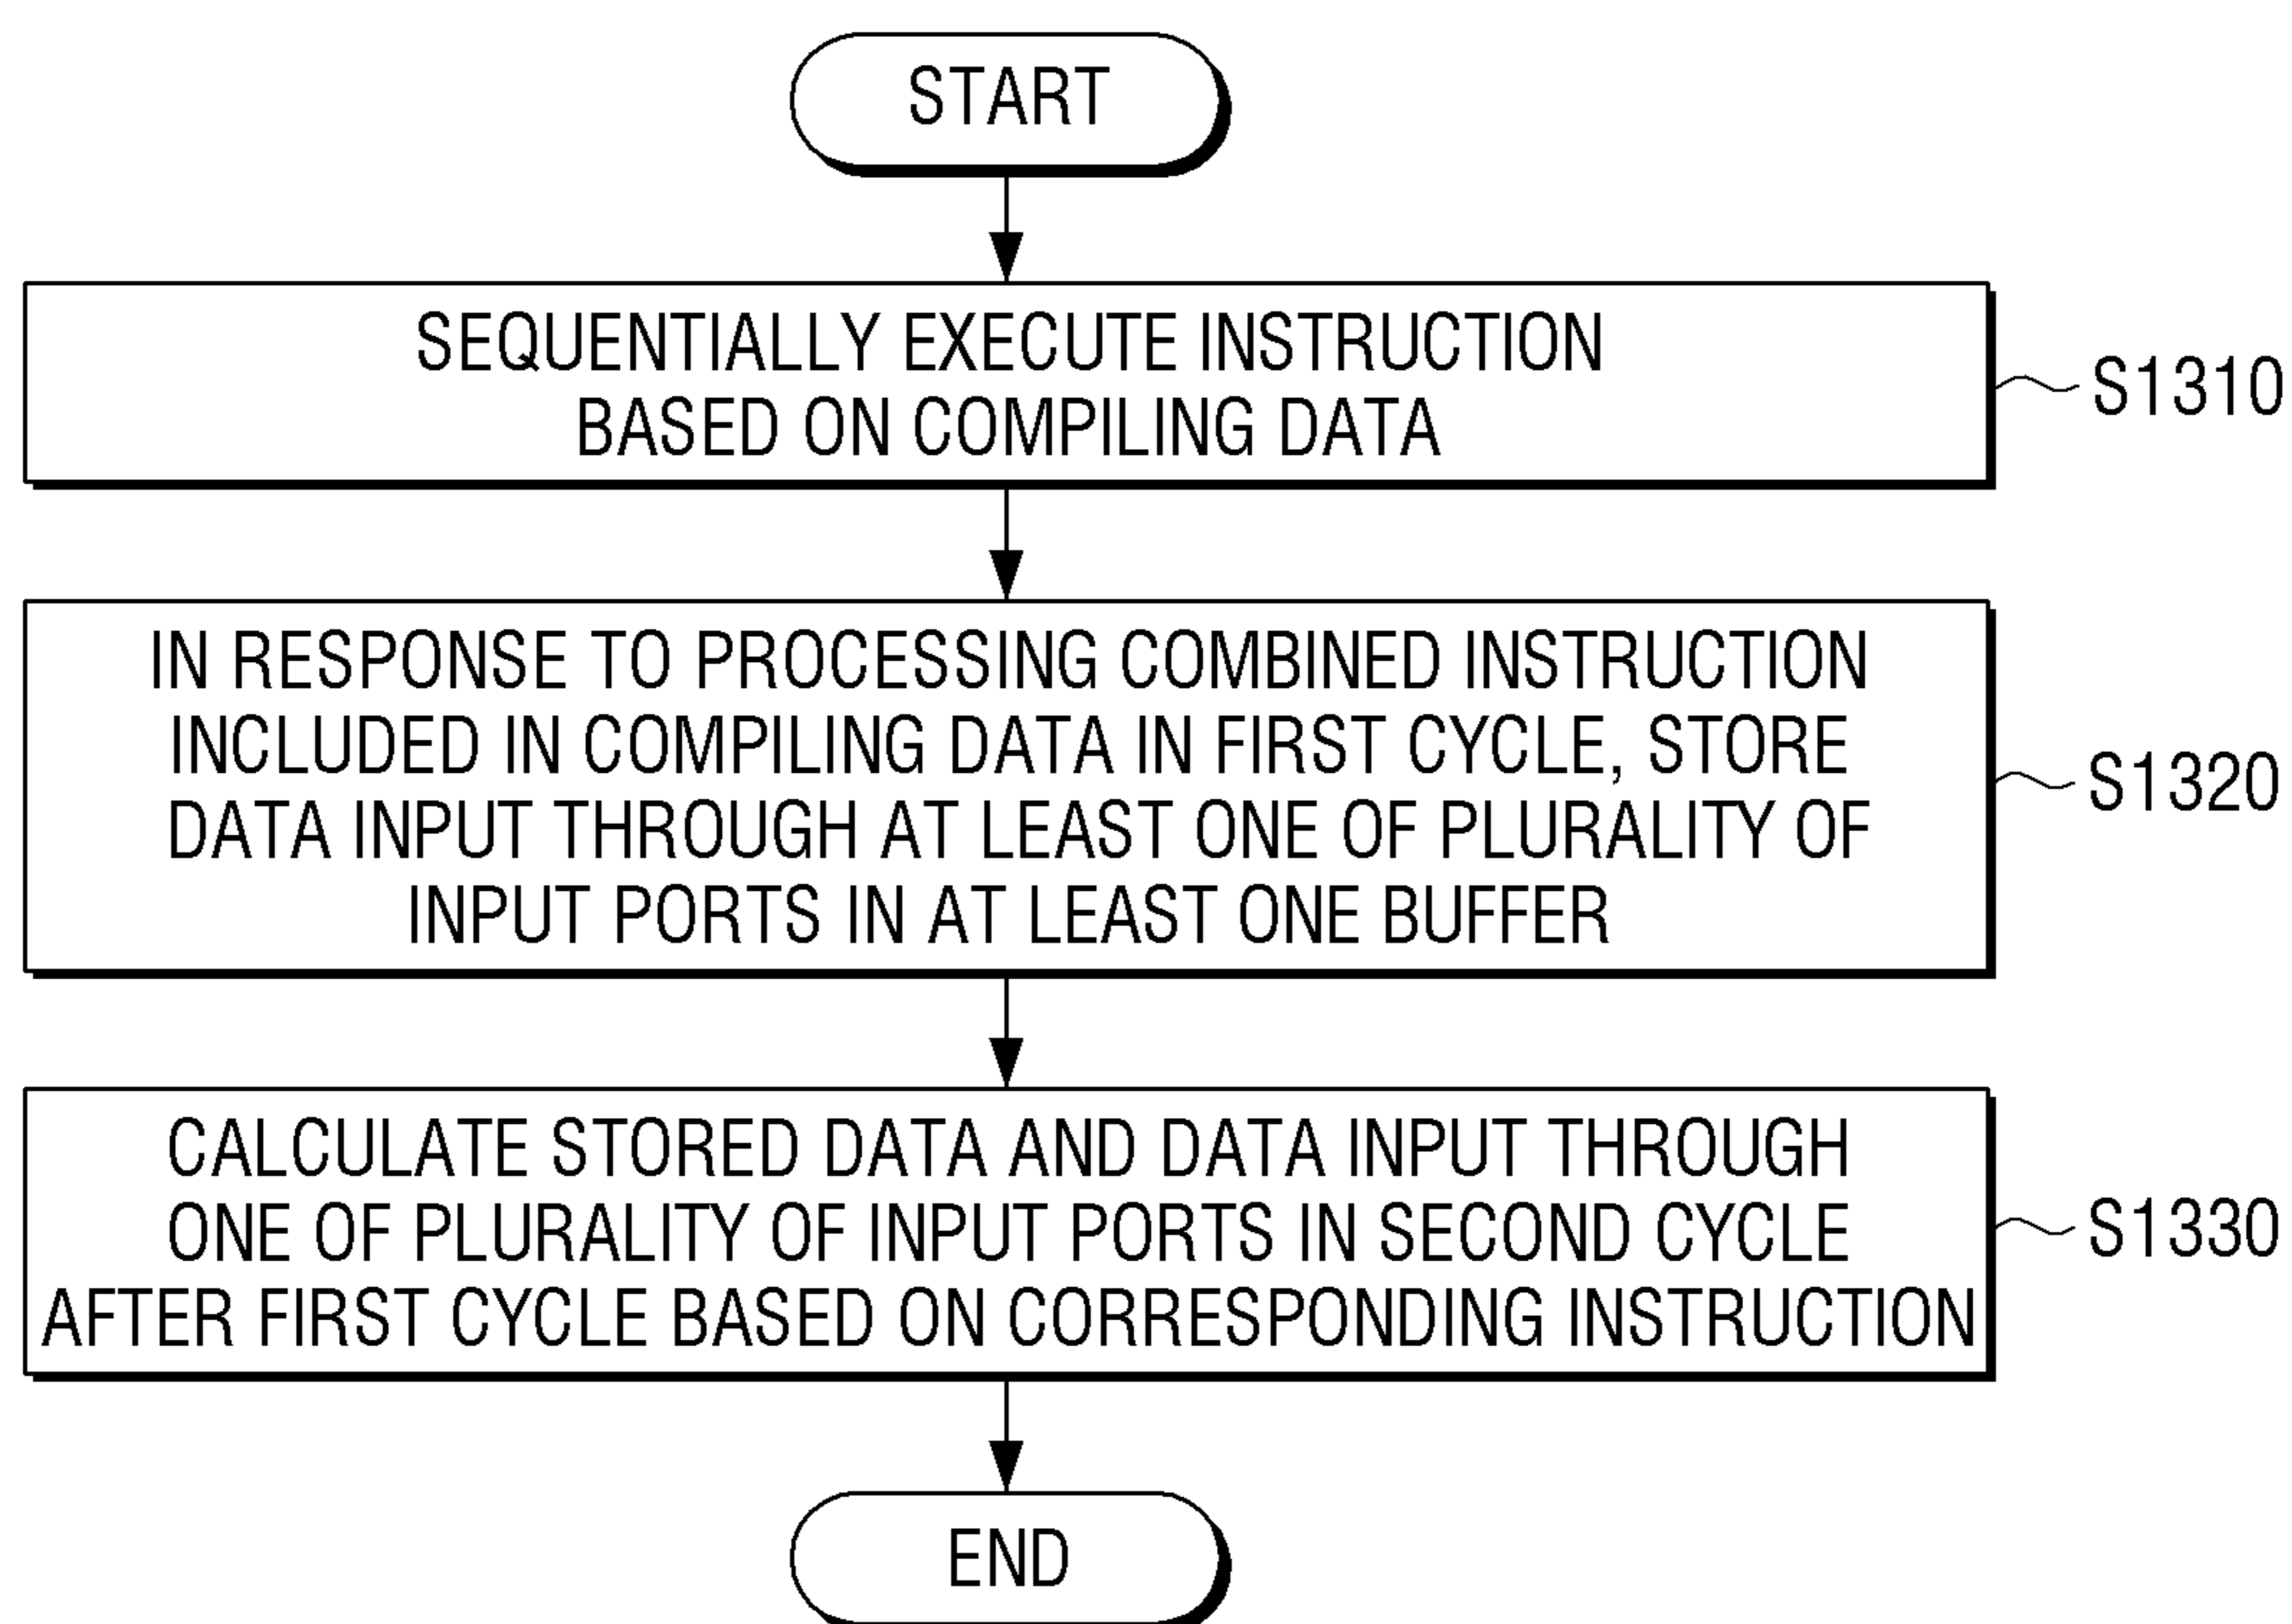 START
SEQUENTIALLY EXECUTE INSTRUCTION
BASED ON COMPILING DATA
S1310
IN RESPONSE TO PROCESSING COMBINED INSTRUCTION
INCLUDED IN COMPILING DATA IN FIRST CYCLE, STORE
DATA INPUT THROUGH AT LEAST ONE OF PLURALITY OF
INPUT PORTS IN AT LEAST ONE BUFFER
S1320
CALCULATE STORED DATA AND DATA INPUT THROUGH
ONE OF PLURALITY OF INPUT PORTS IN SECOND CYCLE
AFTER FIRST CYCLE BASED ON CORRESPONDING INSTRUCTION
S1330
END